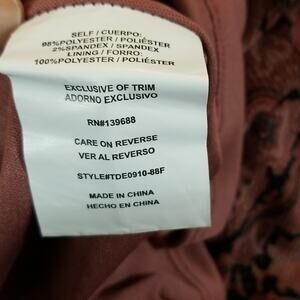 SELF / CUERPO:
98%POLYESTER / POLIÉSTER
2%SPANDEX / SPANDEX
LINING / FORRO:
100%POLYESTER / POLIÉSTER
EXCLUSIVE OF TRIM
ADORNO EXCLUSIVO
RN#139688
CARE ON REVERSE
VER AL REVERSO
STYLE#TDE0910-88F
MADE IN CHINA
HECHO EN CHINA